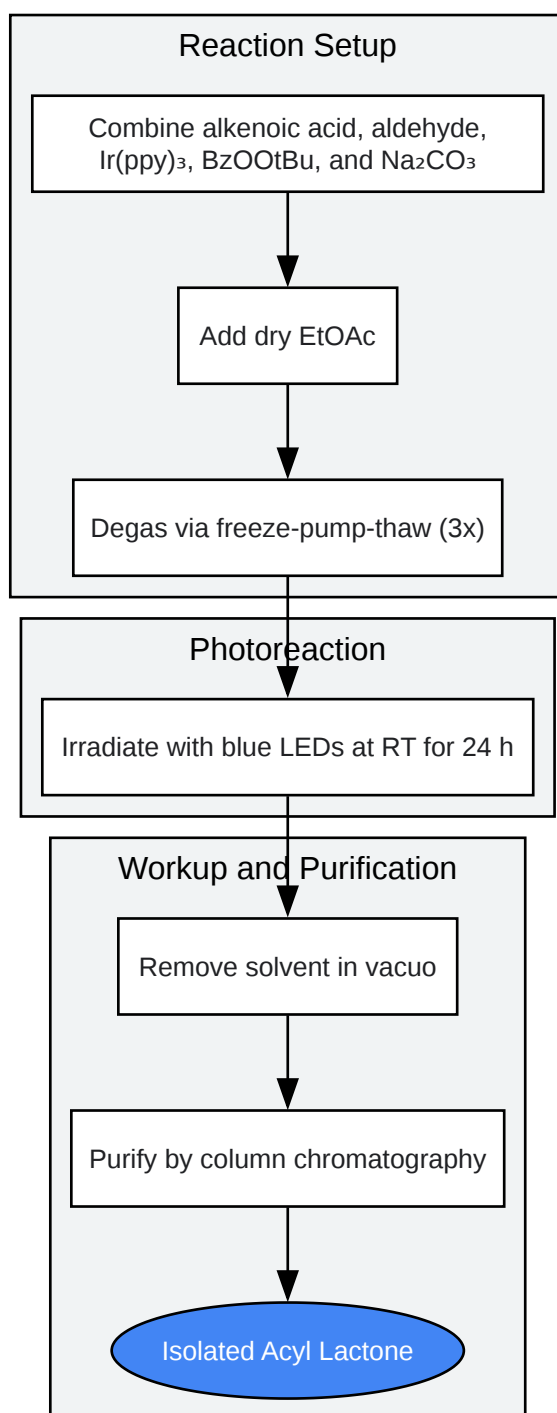 Reaction Setup
Combine alkenoic acid, aldehyde,
Ir(ppy)₃, BzOOtBu, and Na₂CO₃
Add dry EtOAc
Degas via freeze-pump-thaw (3x)
Photoreaction
Irradiate with blue LEDs at RT for 24 h
Workup and Purification
Remove solvent in vacuo
Purify by column chromatography
Isolated Acyl Lactone